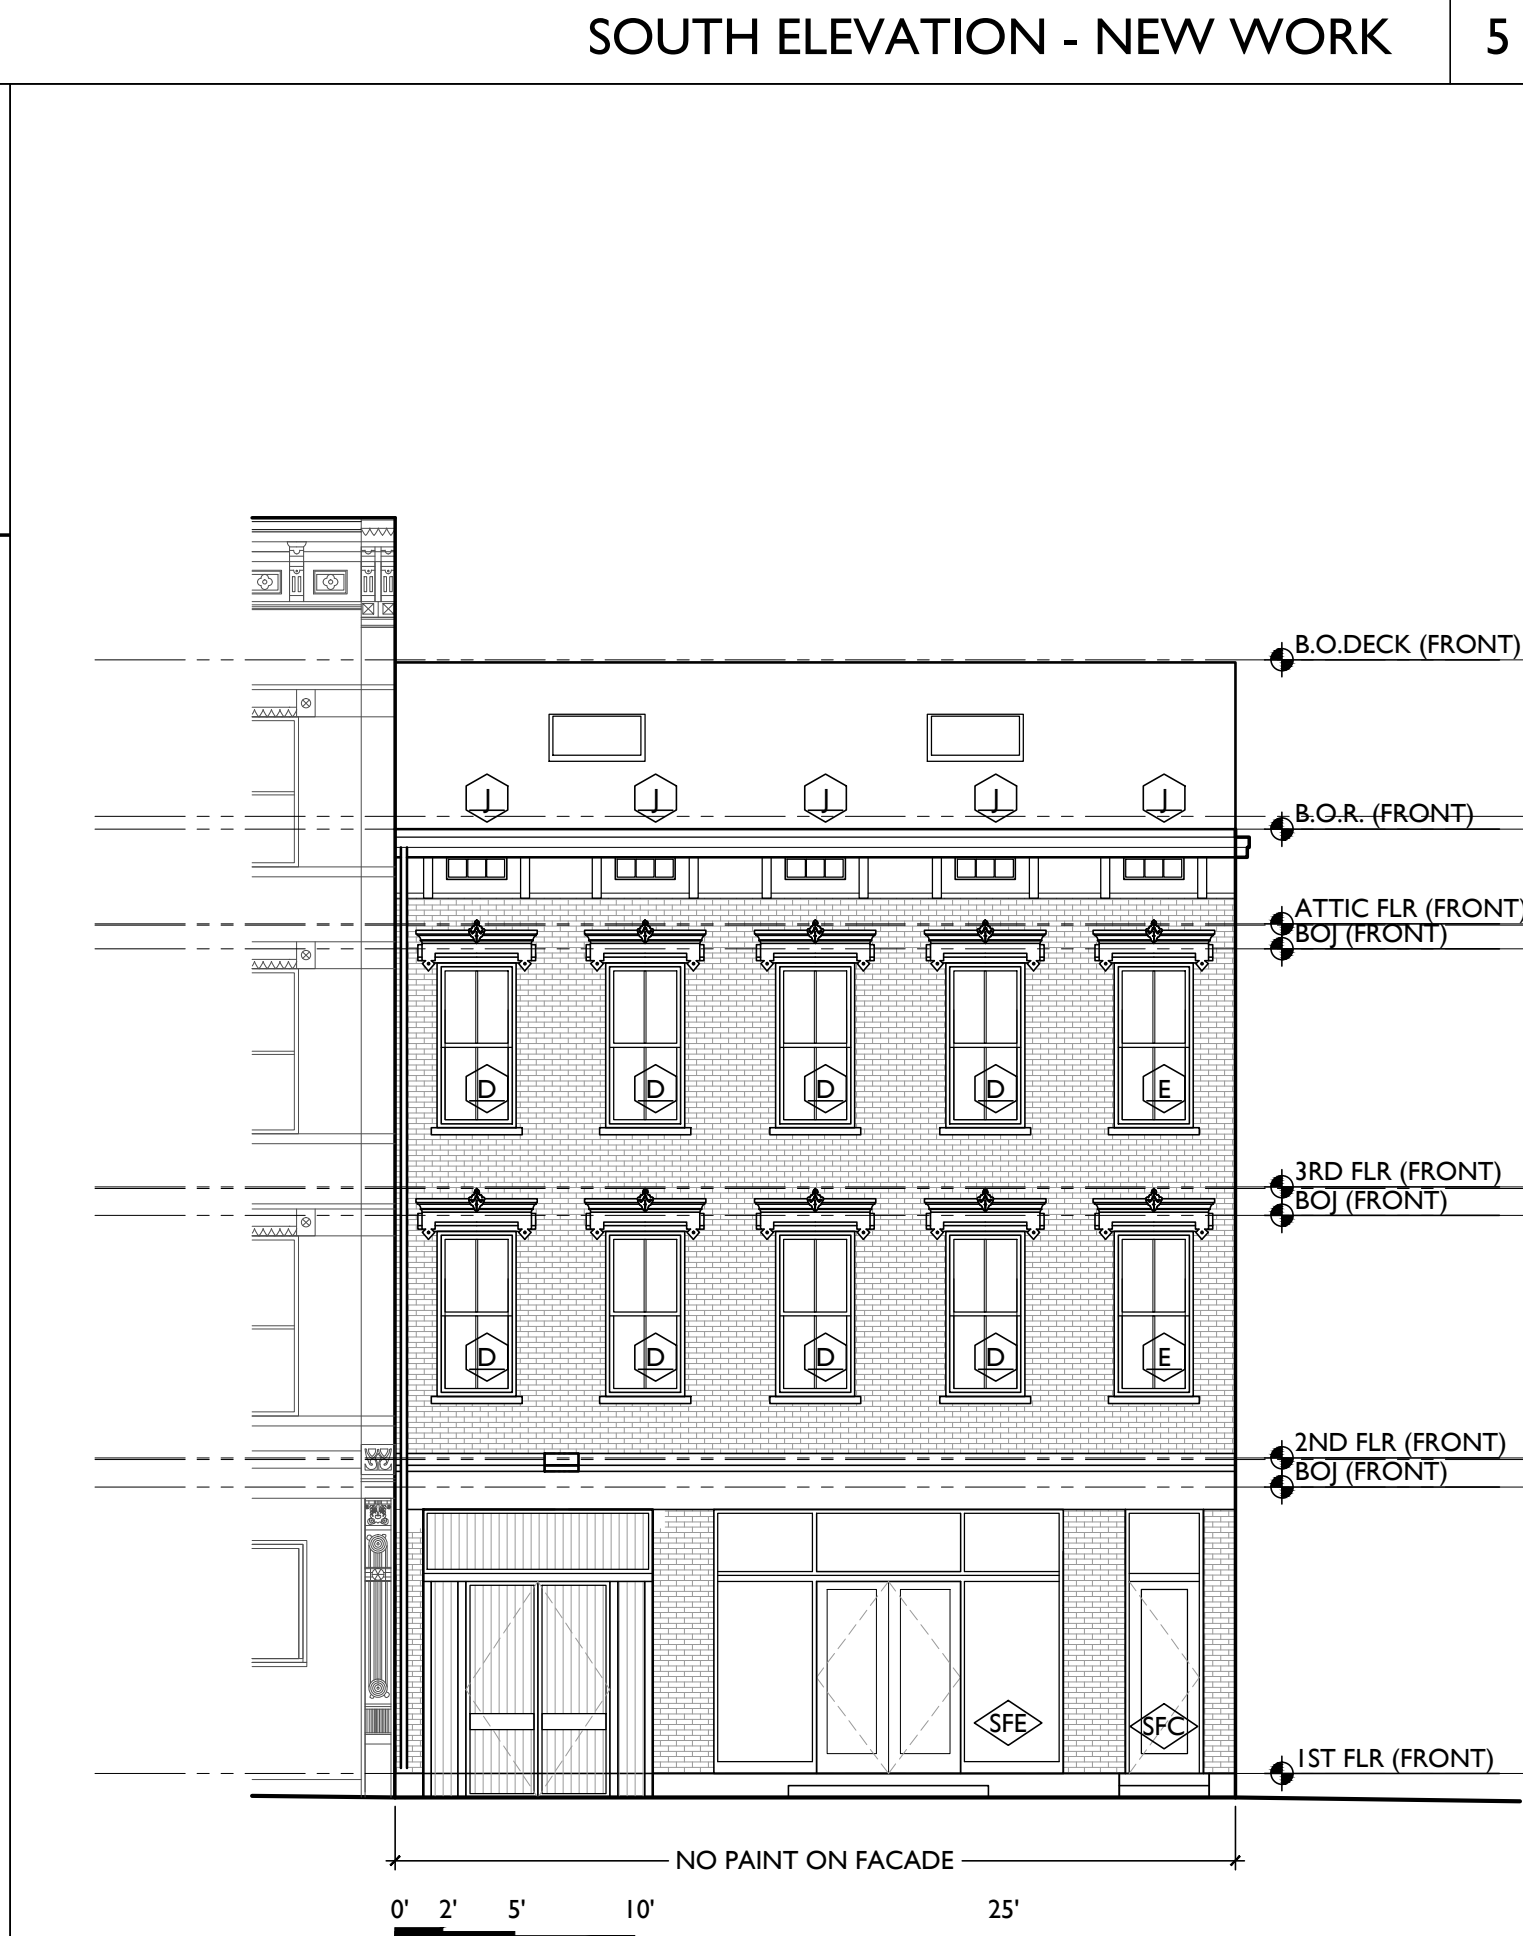 SOUTH ELEVATION - NEW WORK 5
B.O.DECK (FRONT)
J J J J J
B.O.R. (FRONT)
ATTIC FLR (FRONT)
BOJ (FRONT)
D D D D E
3RD FLR (FRONT)
BOJ (FRONT)
D D D D E
2ND FLR (FRONT)
BOJ (FRONT)
SFE SFC
1ST FLR (FRONT)
NO PAINT ON FACADE
0' 2' 5' 10' 25'